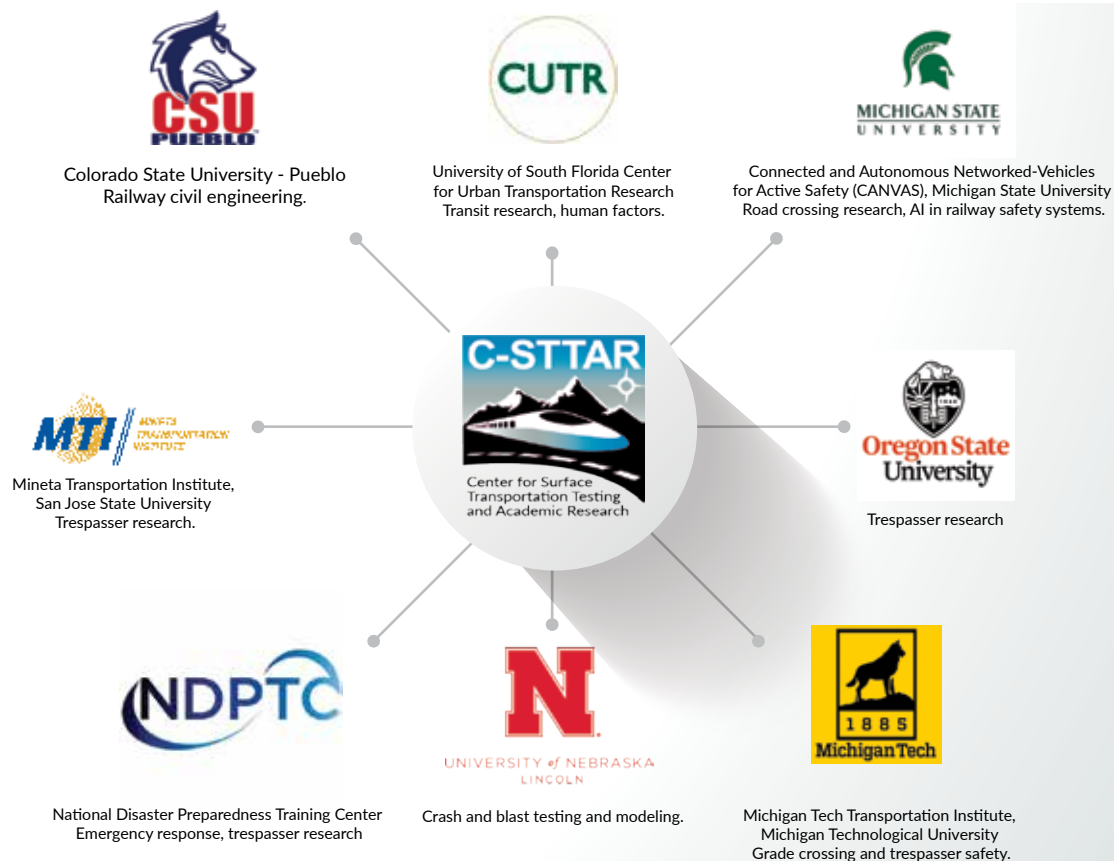 CSU
PUEBLO
Colorado State University - Pueblo
Railway civil engineering.
CUTR
University of South Florida Center
for Urban Transportation Research
Transit research, human factors.
MICHIGAN STATE
UNIVERSITY
Connected and Autonomous Networked-Vehicles
for Active Safety (CANVAS), Michigan State University
Road crossing research, AI in railway safety systems.
MTI
MINETA
TRANSPORTATION
INSTITUTE
Mineta Transportation Institute,
San Jose State University
Trespasser research.
C-STTAR
Center for Surface
Transportation Testing
and Academic Research
Oregon State
University
Trespasser research
NDPTC
National Disaster Preparedness Training Center
Emergency response, trespasser research
N
UNIVERSITY of NEBRASKA
LINCOLN
Crash and blast testing and modeling.
1885
Michigan Tech
Michigan Tech Transportation Institute,
Michigan Technological University
Grade crossing and trespasser safety.